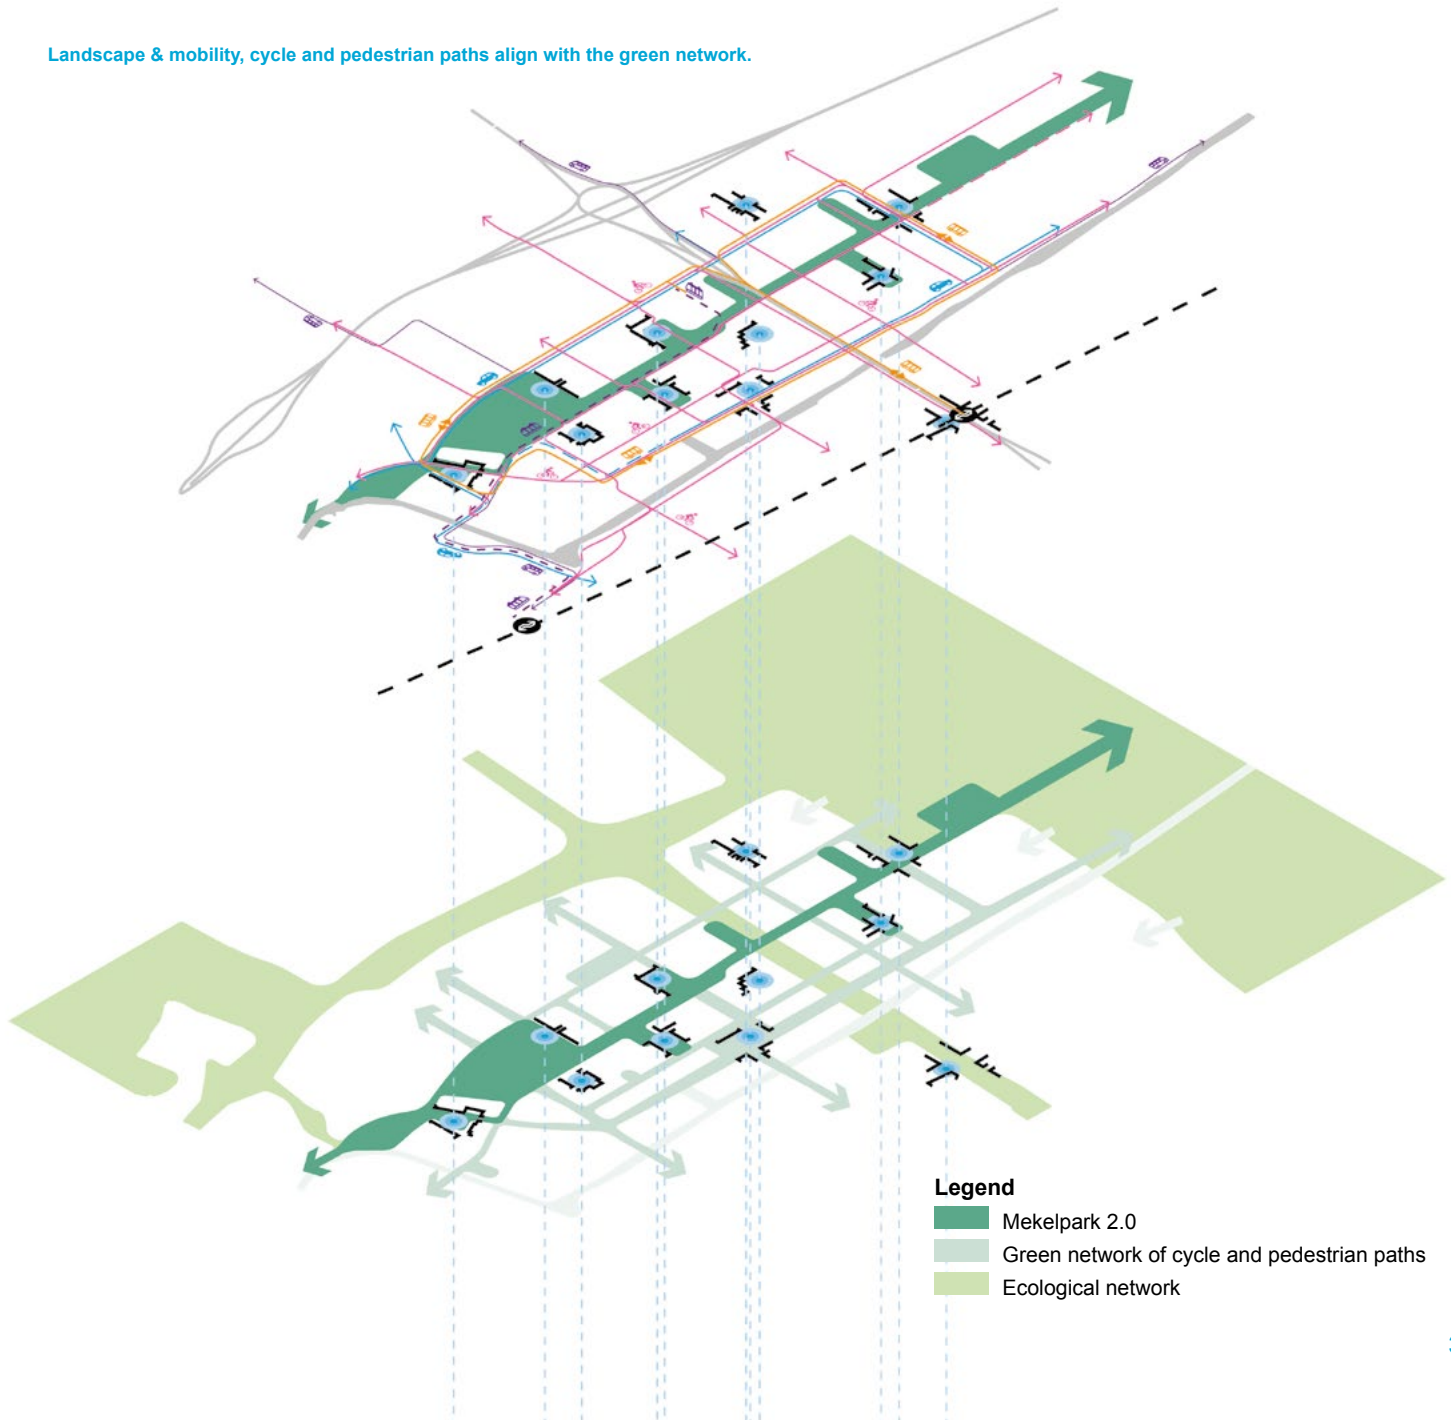 Landscape & mobility, cycle and pedestrian paths align with the green network.
Legend
Mekelpark 2.0
Green network of cycle and pedestrian paths
Ecological network